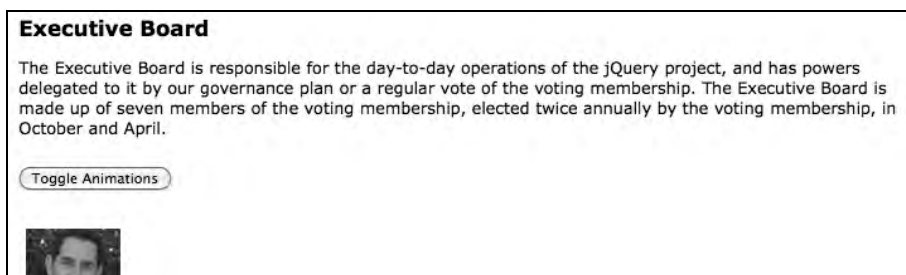 Executive Board
The Executive Board is responsible for the day-to-day operations of the jQuery project, and has powers
delegated to it by our governance plan or a regular vote of the voting membership. The Executive Board is
made up of seven members of the voting membership, elected twice annually by the voting membership, in
October and April.
Toggle Animations